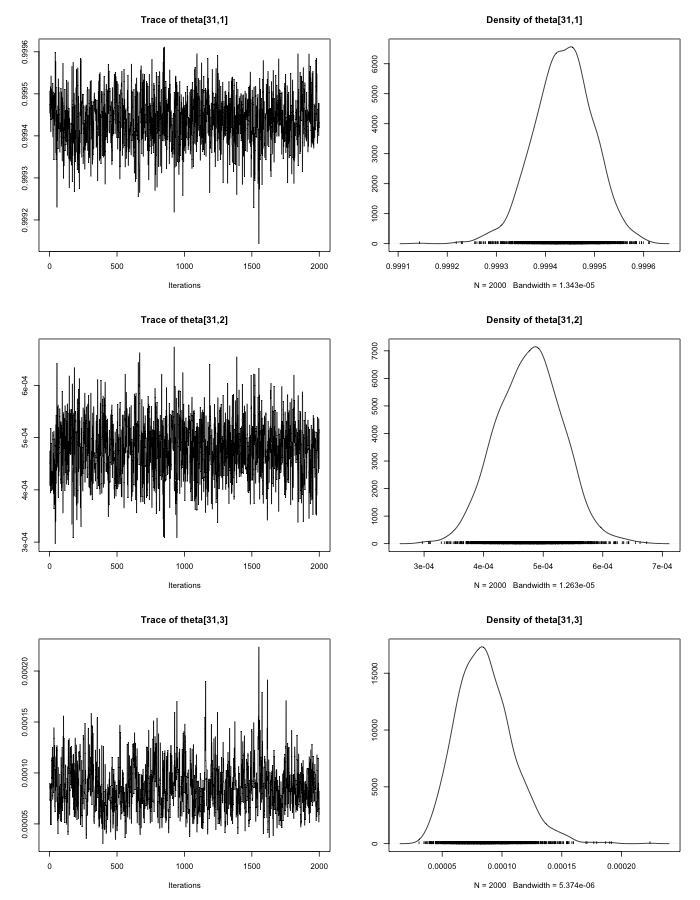 Trace of theta[31,1]
0.9992 0.9993 0.9994 0.9995 0.9996
0 500 1000 1500 2000
Iterations
Density of theta[31,1]
0 1000 2000 3000 4000 5000 6000
0.9991 0.9992 0.9993 0.9994 0.9995 0.9996
N = 2000 Bandwidth = 1.343e-05
Trace of theta[31,2]
3e-04 4e-04 5e-04 6e-04
0 500 1000 1500 2000
Iterations
Density of theta[31,2]
0 1000 2000 3000 4000 5000 6000 7000
3e-04 4e-04 5e-04 6e-04 7e-04
N = 2000 Bandwidth = 1.263e-05
Trace of theta[31,3]
0.00005 0.00010 0.00015 0.00020
0 500 1000 1500 2000
Iterations
Density of theta[31,3]
0 5000 10000 15000
0.00005 0.00010 0.00015 0.00020
N = 2000 Bandwidth = 5.374e-06